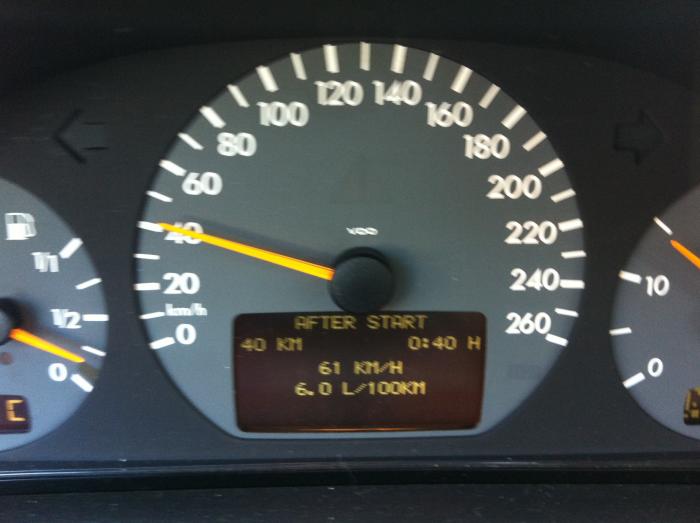 120 140
100 160
80 180
60 200
40 220
20 240
km/h
0 260
VDO
AFTER START
40 KM 0:40 H
61 KM/H
6.0 L/100KM
1/1
1/2
0
C
10
0